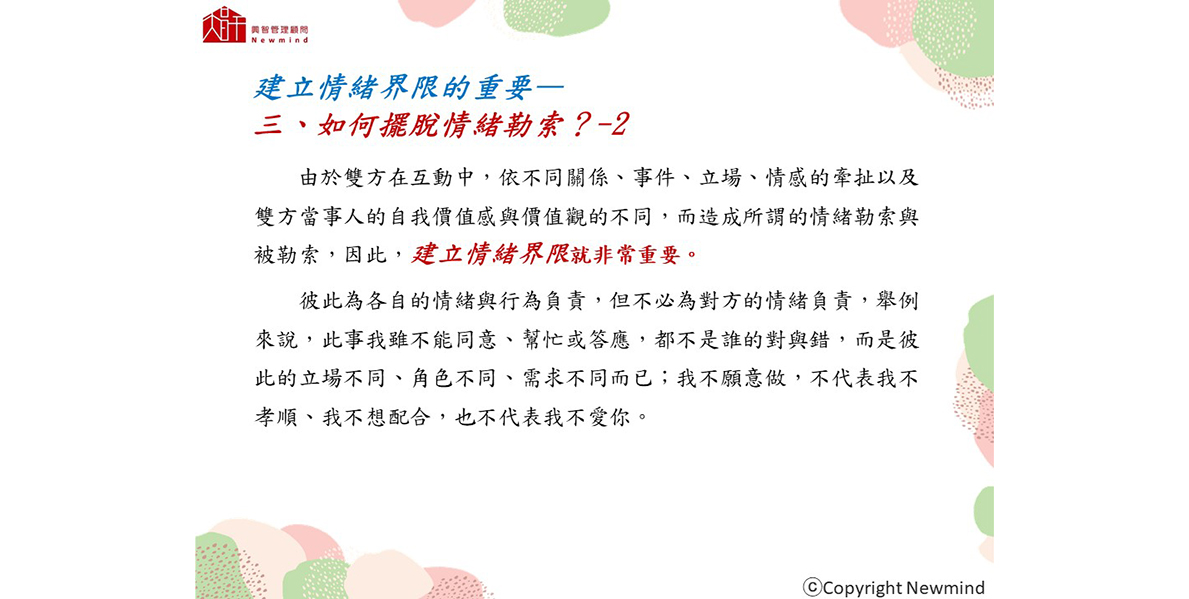 興智管理顧問
Newmind
建立情緒界限的重要—
三、如何擺脫情緒勒索？-2
由於雙方在互動中，依不同關係、事件、立場、情感的牽扯以及
雙方當事人的自我價值感與價值觀的不同，而造成所謂的情緒勒索與
被勒索，因此，建立情緒界限就非常重要。
彼此為各自的情緒與行為負責，但不必為對方的情緒負責，舉例
來說，此事我雖不能同意、幫忙或答應，都不是誰的對與錯，而是彼
此的立場不同、角色不同、需求不同而已；我不願意做，不代表我不
孝順、我不想配合，也不代表我不愛你。
ⓒCopyright Newmind